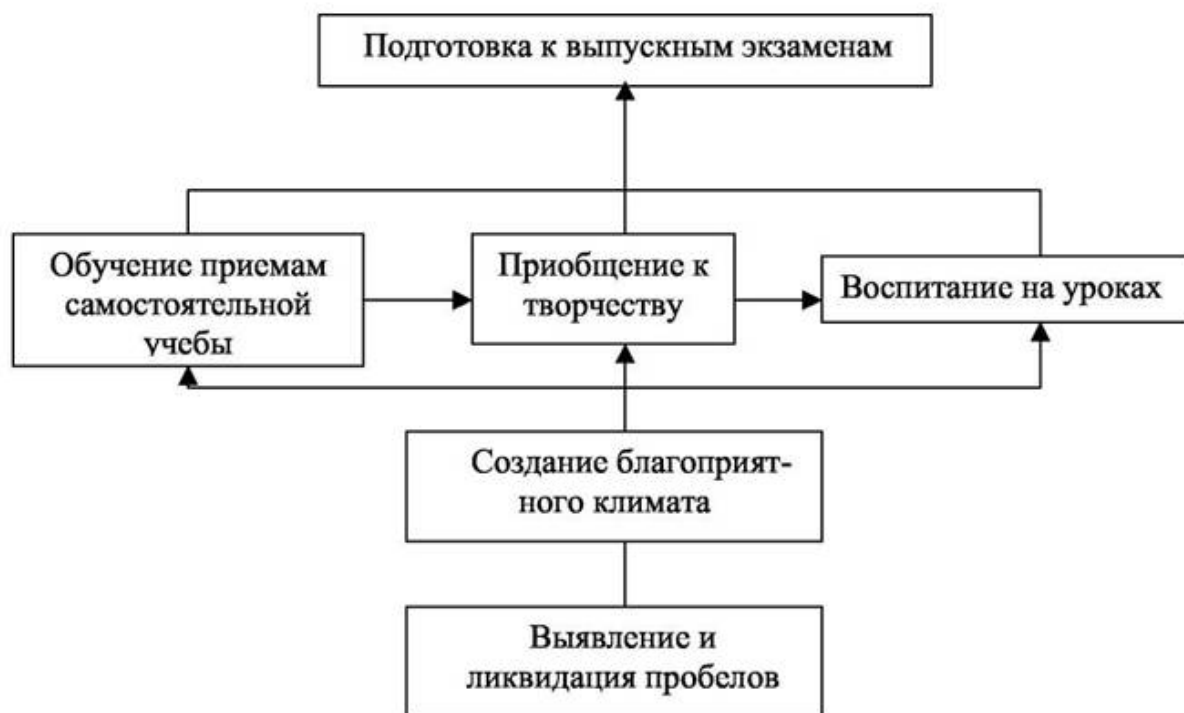 Подготовка к выпускным экзаменам
Обучение приемам
самостоятельной
учебы
Приобщение к
творчеству
Воспитание на уроках
Создание благоприят-
ного климата
Выявление и
ликвидация пробелов